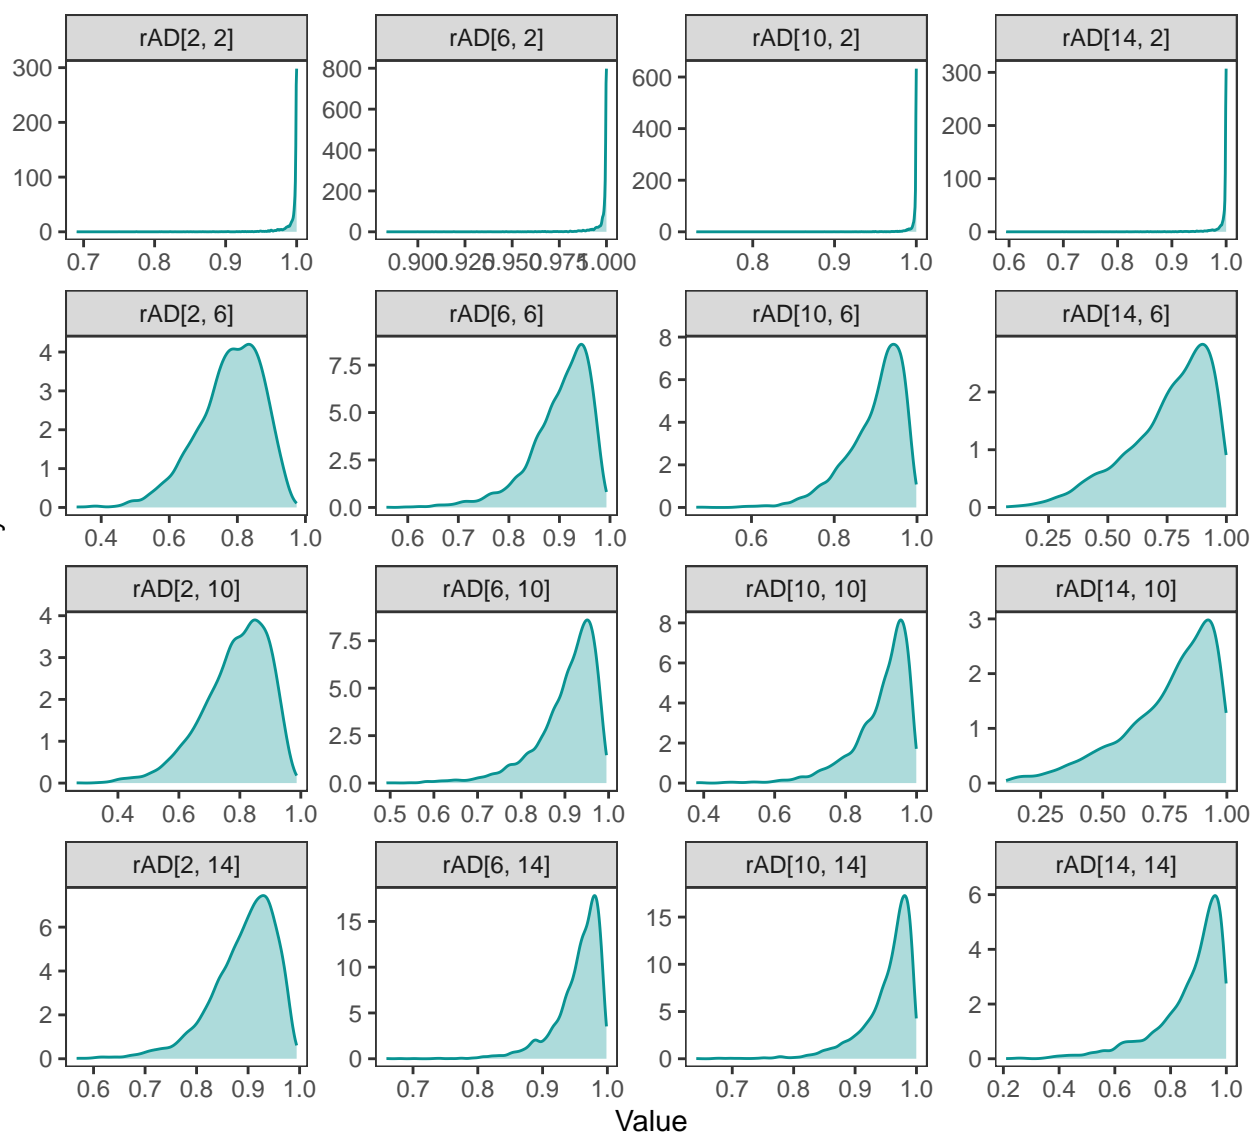 rAD[2, 2] rAD[6, 2] rAD[10, 2] rAD[14, 2]
300 800 600 300
200 600 400 200
100 400 200 100
0 200 0 0
0
0.7 0.8 0.9 1.0 0.900 0.925 0.950 0.975 1.000 0.8 0.9 1.0 0.6 0.7 0.8 0.9 1.0
rAD[2, 6] rAD[6, 6] rAD[10, 6] rAD[14, 6]
4 7.5 8 2
3 5.0 6 1
2 2.5 4 0
1 0.0 2
0 0
0.4 0.6 0.8 1.0 0.6 0.7 0.8 0.9 1.0 0.6 0.8 1.0 0.25 0.50 0.75 1.00
rAD[2, 10] rAD[6, 10] rAD[10, 10] rAD[14, 10]
4 7.5 8 3
3 5.0 6 2
2 2.5 4 1
1 0.0 2 0
0 0
0.4 0.6 0.8 1.0 0.5 0.6 0.7 0.8 0.9 1.0 0.4 0.6 0.8 1.0 0.25 0.50 0.75 1.00
rAD[2, 14] rAD[6, 14] rAD[10, 14] rAD[14, 14]
6 15 15 6
4 10 10 4
2 5 5 2
0 0 0 0
0.6 0.7 0.8 0.9 1.0 0.7 0.8 0.9 1.0 0.7 0.8 0.9 1.0 0.2 0.4 0.6 0.8 1.0
Value